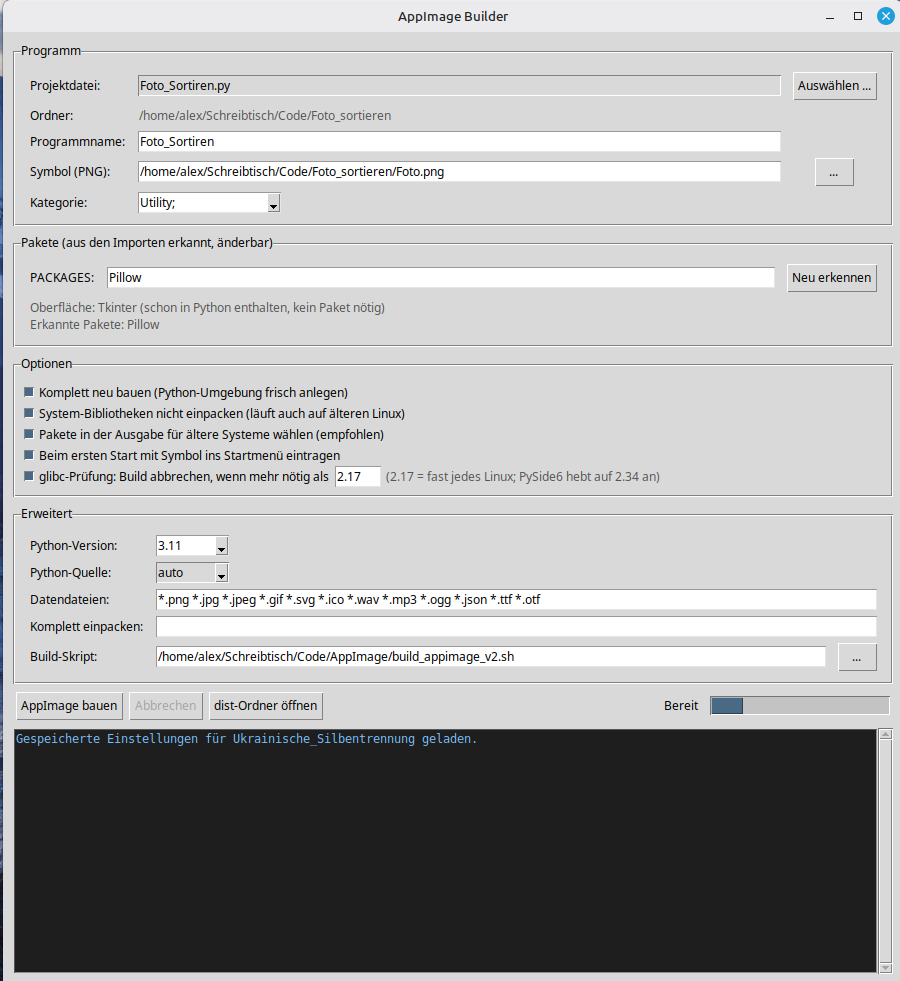 AppImage Builder
Programm
Projektdatei: Foto_Sortiren.py Auswählen ...
Ordner: /home/alex/Schreibtisch/Code/Foto_sortieren
Programmname: Foto_Sortiren
Symbol (PNG): /home/alex/Schreibtisch/Code/Foto_sortieren/Foto.png ...
Kategorie: Utility;
Pakete (aus den Importen erkannt, änderbar)
PACKAGES: Pillow Neu erkennen
Oberfläche: Tkinter (schon in Python enthalten, kein Paket nötig)
Erkannte Pakete: Pillow
Optionen
Komplett neu bauen (Python-Umgebung frisch anlegen)
System-Bibliotheken nicht einpacken (läuft auch auf älteren Linux)
Pakete in der Ausgabe für ältere Systeme wählen (empfohlen)
Beim ersten Start mit Symbol ins Startmenü eintragen
glibc-Prüfung: Build abbrechen, wenn mehr nötig als 2.17 (2.17 = fast jedes Linux; PySide6 hebt auf 2.34 an)
Erweitert
Python-Version: 3.11
Python-Quelle: auto
Datendateien: *.png *.jpg *.jpeg *.gif *.svg *.ico *.wav *.mp3 *.ogg *.json *.ttf *.otf
Komplett einpacken:
Build-Skript: /home/alex/Schreibtisch/Code/AppImage/build_appimage_v2.sh ...
AppImage bauen Abbrechen dist-Ordner öffnen Bereit
Gespeicherte Einstellungen für Ukrainische_Silbentrennung geladen.